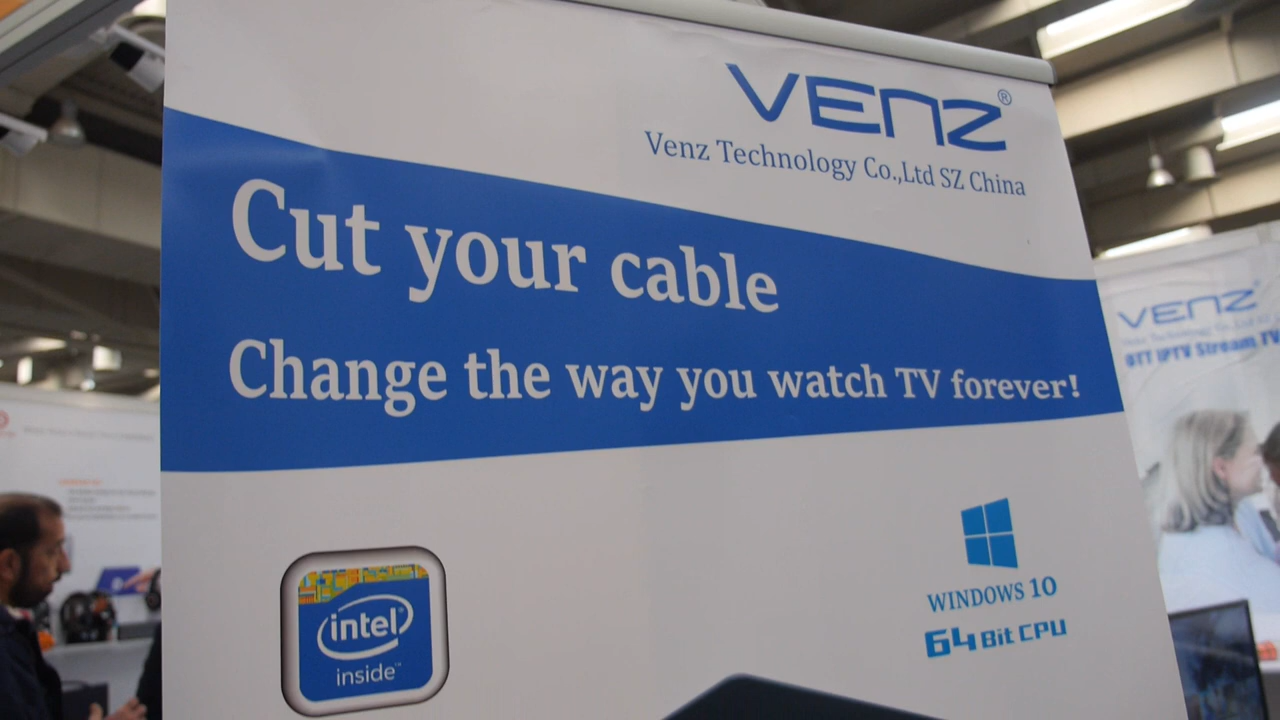 VENZ®
Venz Technology Co.,Ltd SZ China
Cut your cable
Change the way you watch TV forever!
intel®
inside™
WINDOWS 10
64 Bit CPU
VENZ
OTT IPTV Stream TV